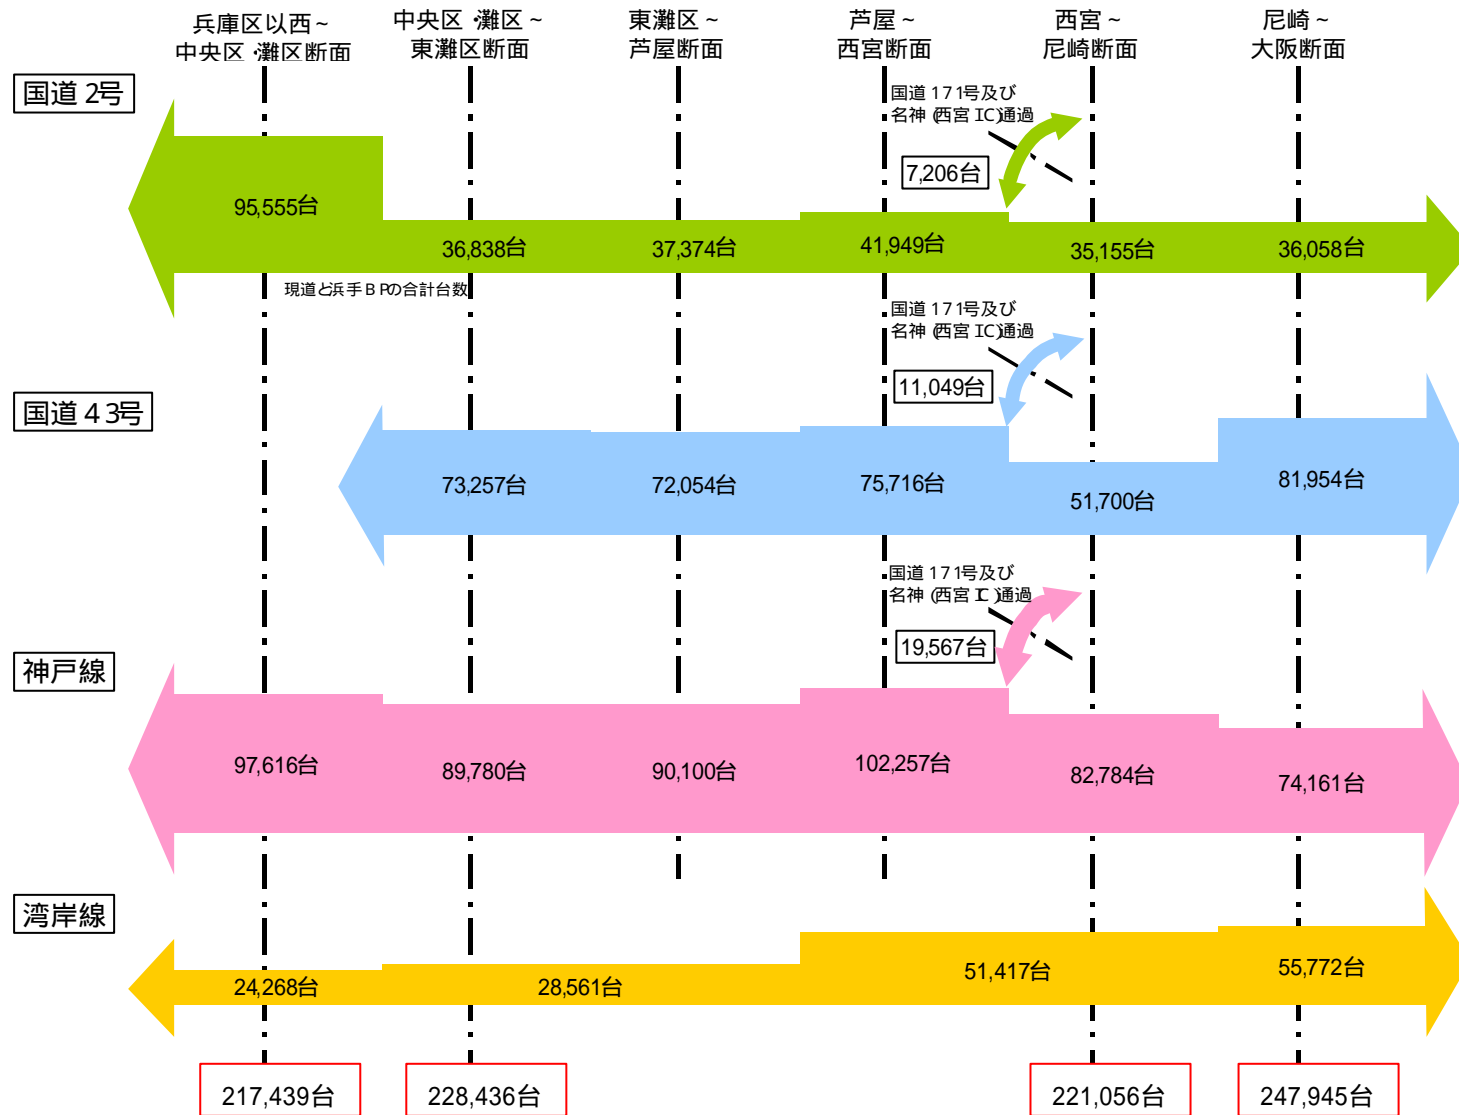 兵庫区以西~
中央区・灘区断面
中央区・灘区~
東灘区断面
東灘区~
芦屋断面
芦屋~
西宮断面
西宮~
尼崎断面
尼崎~
大阪断面
国道2号
国道171号及び
名神(西宮IC)通過
7,206台
95,555台
36,838台
37,374台
41,949台
35,155台
36,058台
現道と浜手BPの合計台数
国道171号及び
名神(西宮IC)通過
11,049台
国道43号
73,257台
72,054台
75,716台
51,700台
81,954台
国道171号及び
名神(西宮IC)通過
19,567台
神戸線
97,616台
89,780台
90,100台
102,257台
82,784台
74,161台
湾岸線
24,268台
28,561台
51,417台
55,772台
217,439台
228,436台
221,056台
247,945台